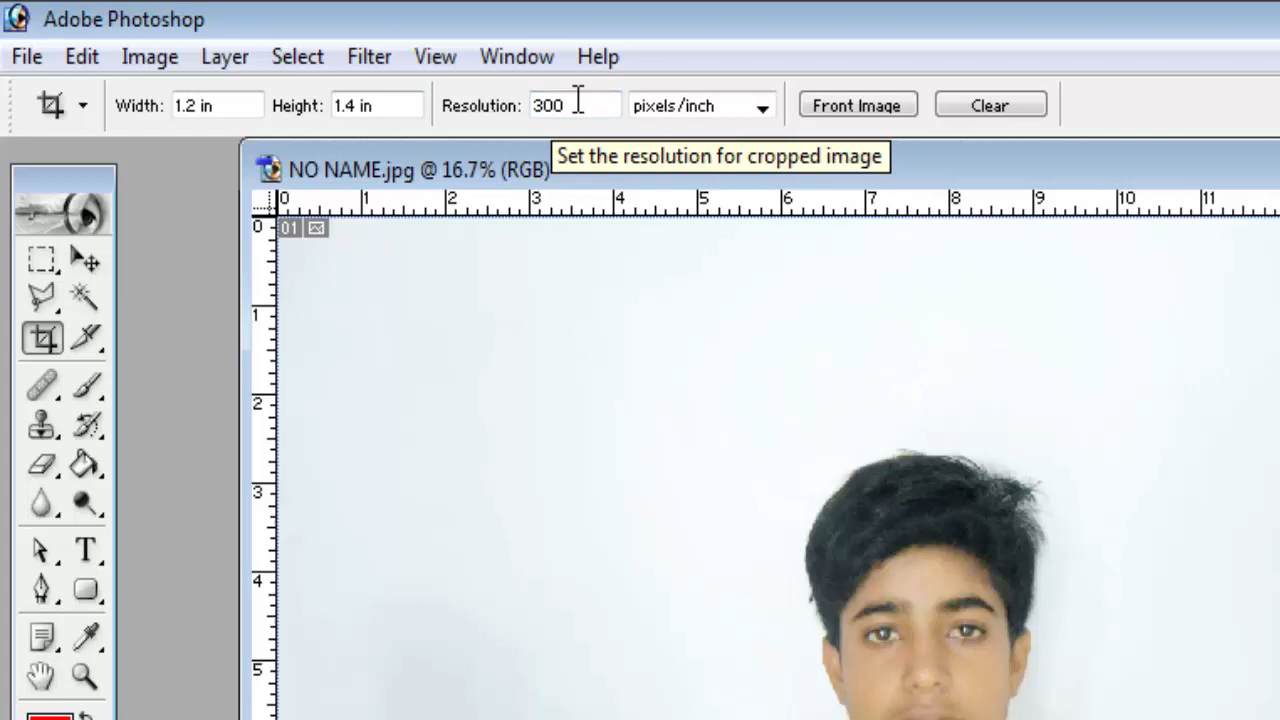 Adobe Photoshop
File Edit Image Layer Select Filter View Window Help
Width: 1.2 in Height: 1.4 in Resolution: 300 pixels/inch Front Image Clear
Set the resolution for cropped image
NO NAME.jpg @ 16.7% (RGB)
0 1 2 3 4 5 6 7 8 9 10 11
0
01
1
2
3
4
T
5